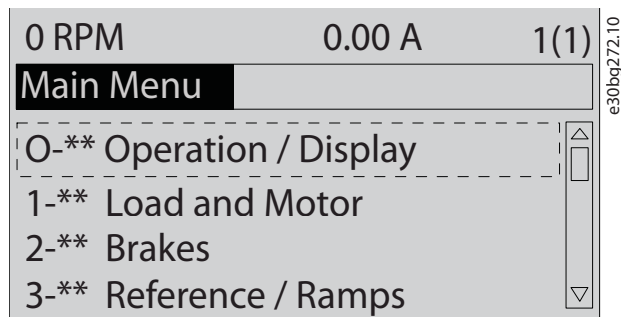 0 RPM 0.00 A 1(1)
Main Menu
O-** Operation / Display
1-** Load and Motor
2-** Brakes
3-** Reference / Ramps
e30bg272.10